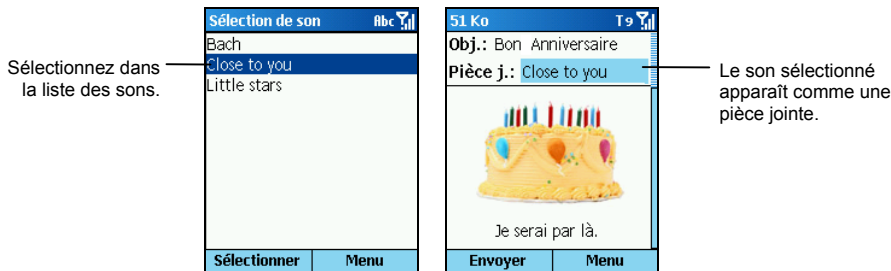 Sélectionnez dans
la liste des sons.
Sélection de son Abc
Bach
Close to you
Little stars
Sélectionner Menu
51 Ko T9
Obj.: Bon Anniversaire
Pièce j.: Close to you
Je serai par là.
Envoyer Menu
Le son sélectionné
apparaît comme une
pièce jointe.